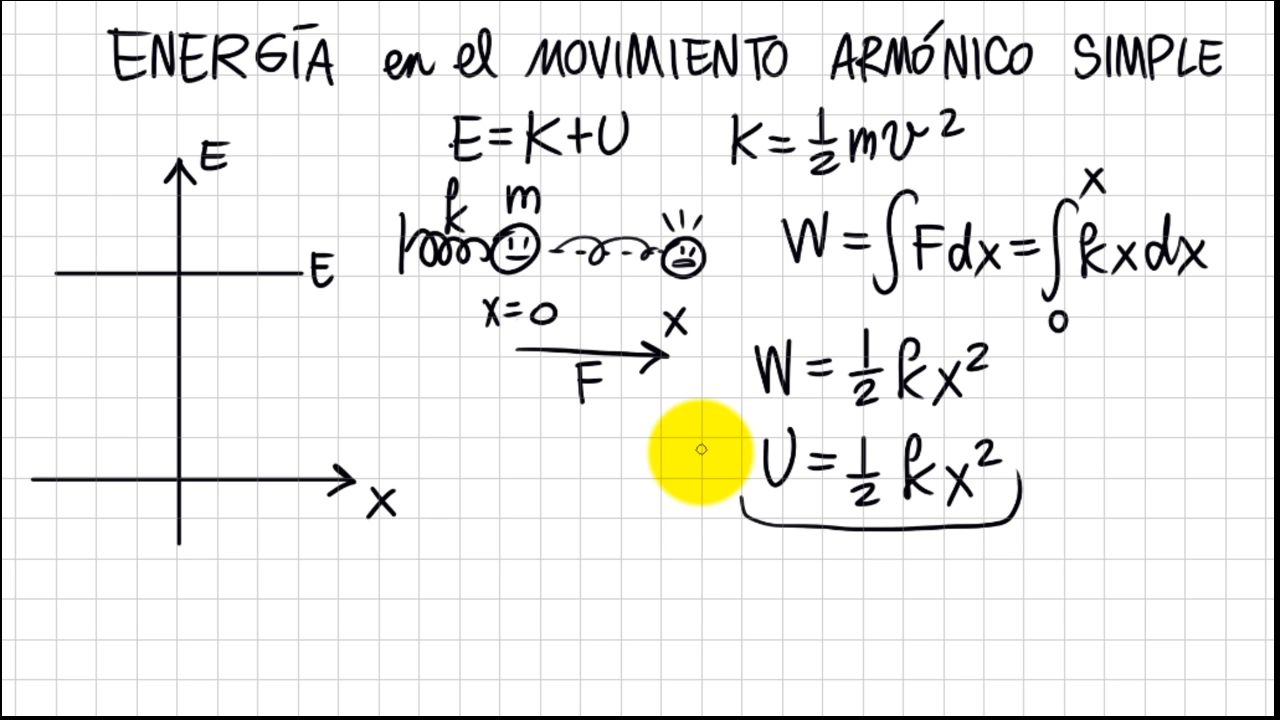 ENERGÍA en el MOVIMIENTO ARMÓNICO SIMPLE
E=K+U K=½mv²
E
k m
W=∫Fdx=∫₀ˣkxdx
E
x=0 x
F
W=½kx²
U=½kx²
x